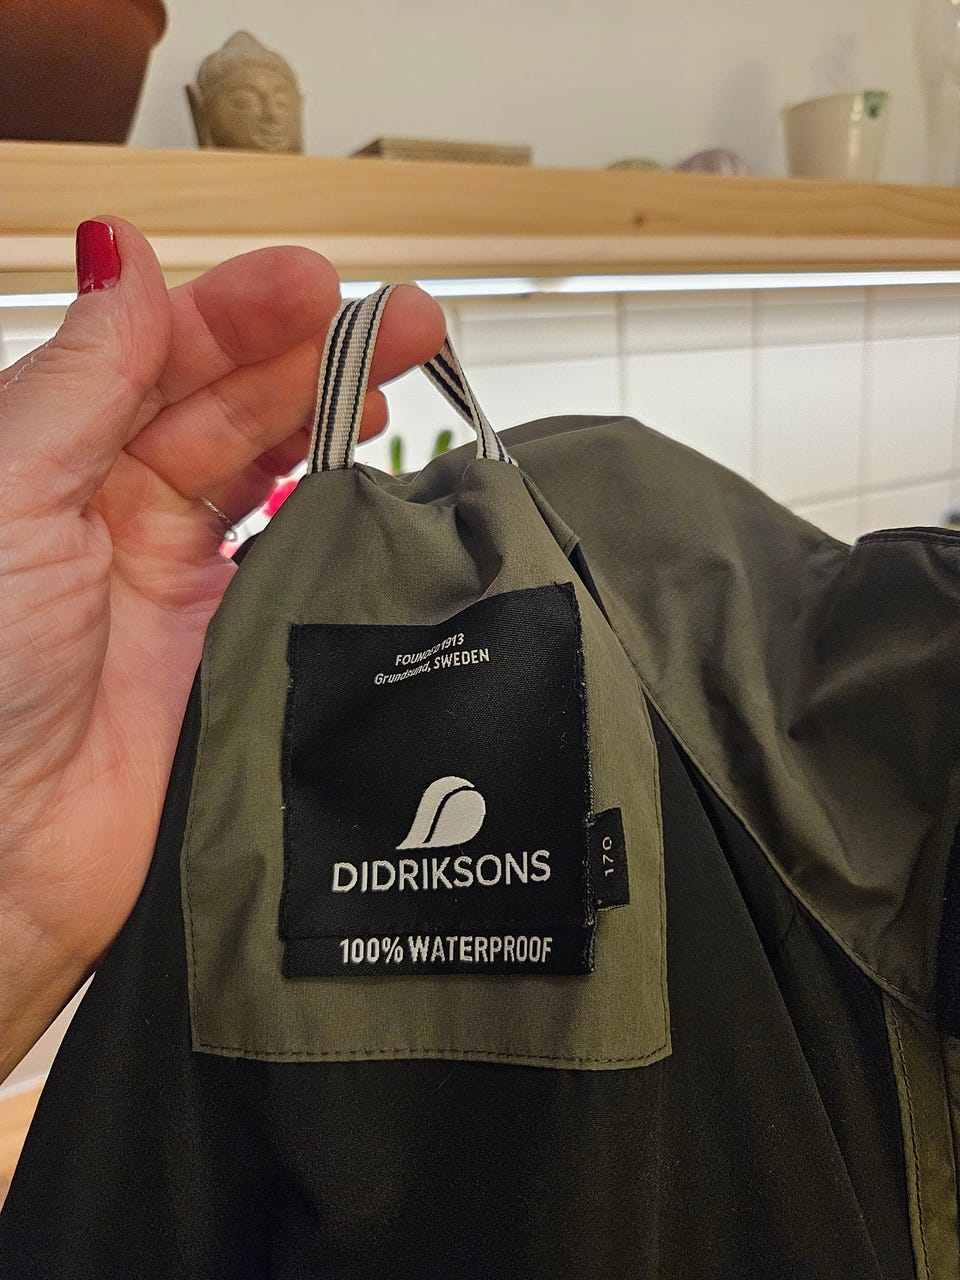 FOUNDED 1913
Grundsund, SWEDEN
DIDRIKSONS
170
100% WATERPROOF